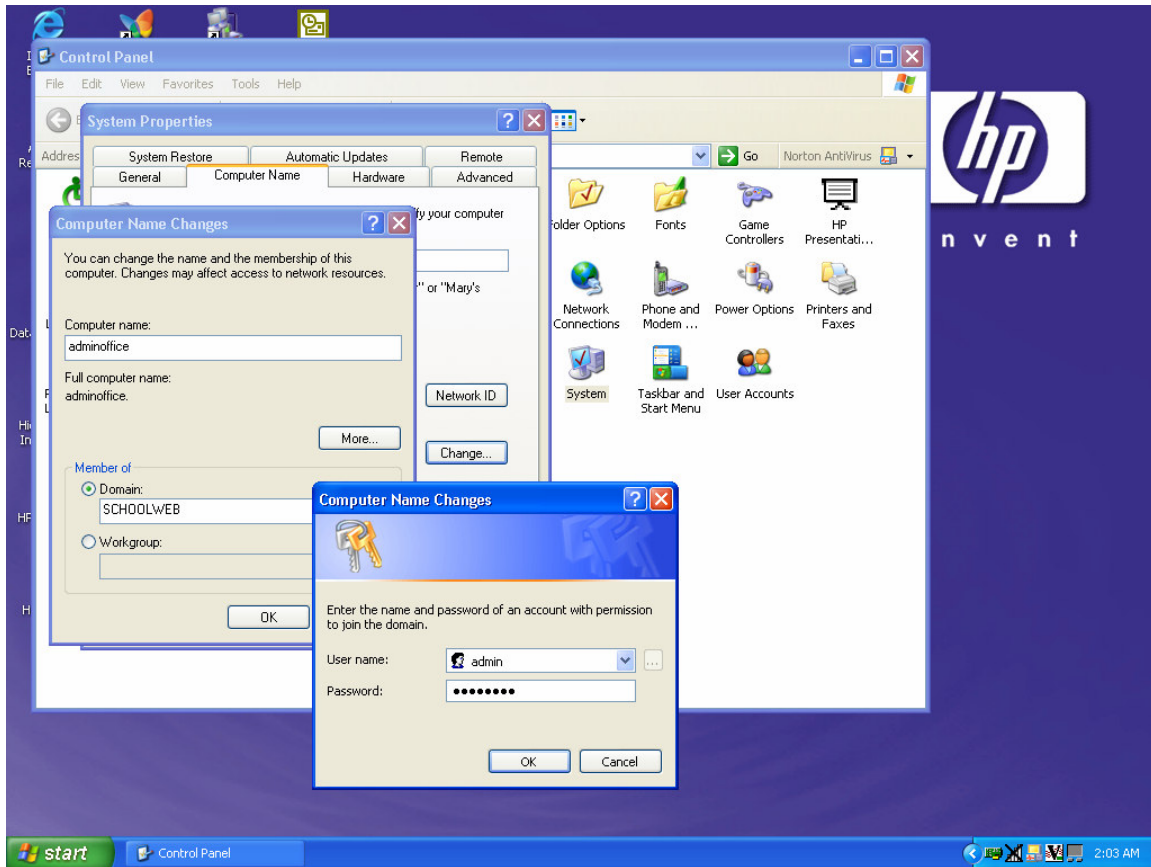 Control Panel
File Edit View Favorites Tools Help
System Properties
Addres
Go
Norton AntiVirus
System Restore
Automatic Updates
Remote
General
Computer Name
Hardware
Advanced
fy your computer
" or "Mary's
Network ID
Change...
Computer Name Changes
You can change the name and the membership of this
computer. Changes may affect access to network resources.
Computer name:
adminoffice
Full computer name:
adminoffice.
More...
Member of
Domain:
SCHOOLWEB
Workgroup:
OK
Computer Name Changes
Enter the name and password of an account with permission
to join the domain.
User name:
admin
Password:
OK
Cancel
older Options
Fonts
Game
Controllers
HP
Presentati...
Network
Connections
Phone and
Modem ...
Power Options
Printers and
Faxes
System
Taskbar and
Start Menu
User Accounts
hp
nvent
start
Control Panel
2:03 AM